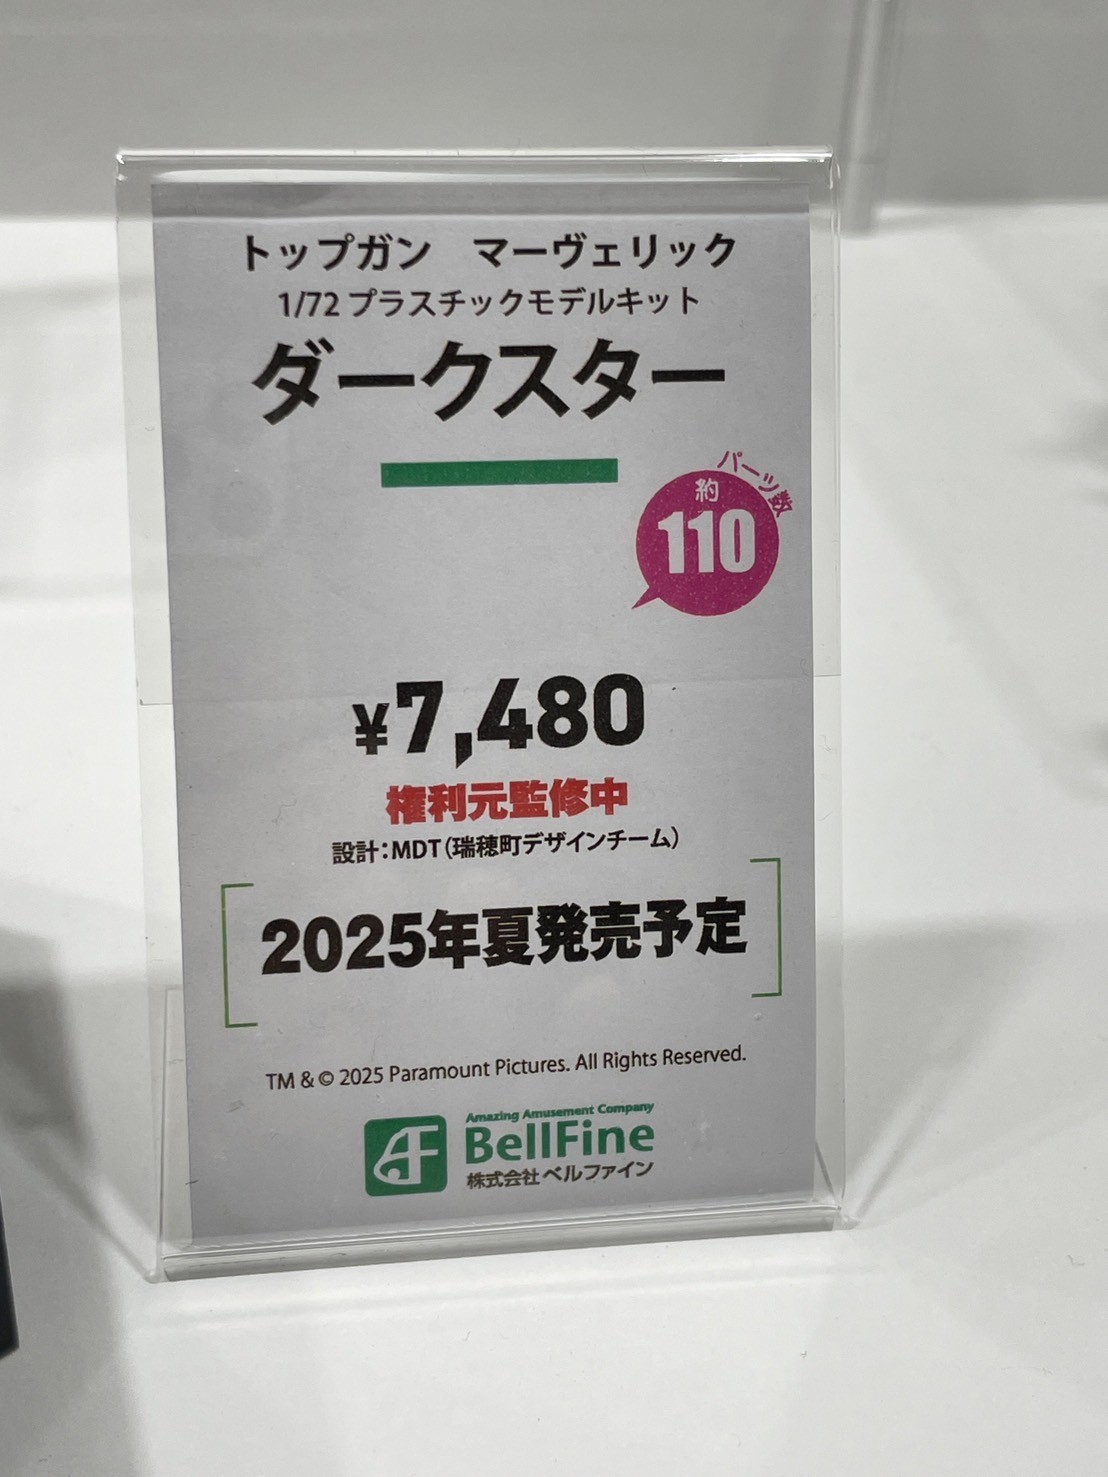 トップガン　マーヴェリック
1/72 プラスチックモデルキット
ダークスター
パーツ数
約
110
¥7,480
権利元監修中
設計：MDT（瑞穂町デザインチーム）
2025年夏発売予定
TM & © 2025 Paramount Pictures. All Rights Reserved.
Amazing Amusement Company
BellFine
株式会社 ベルファイン